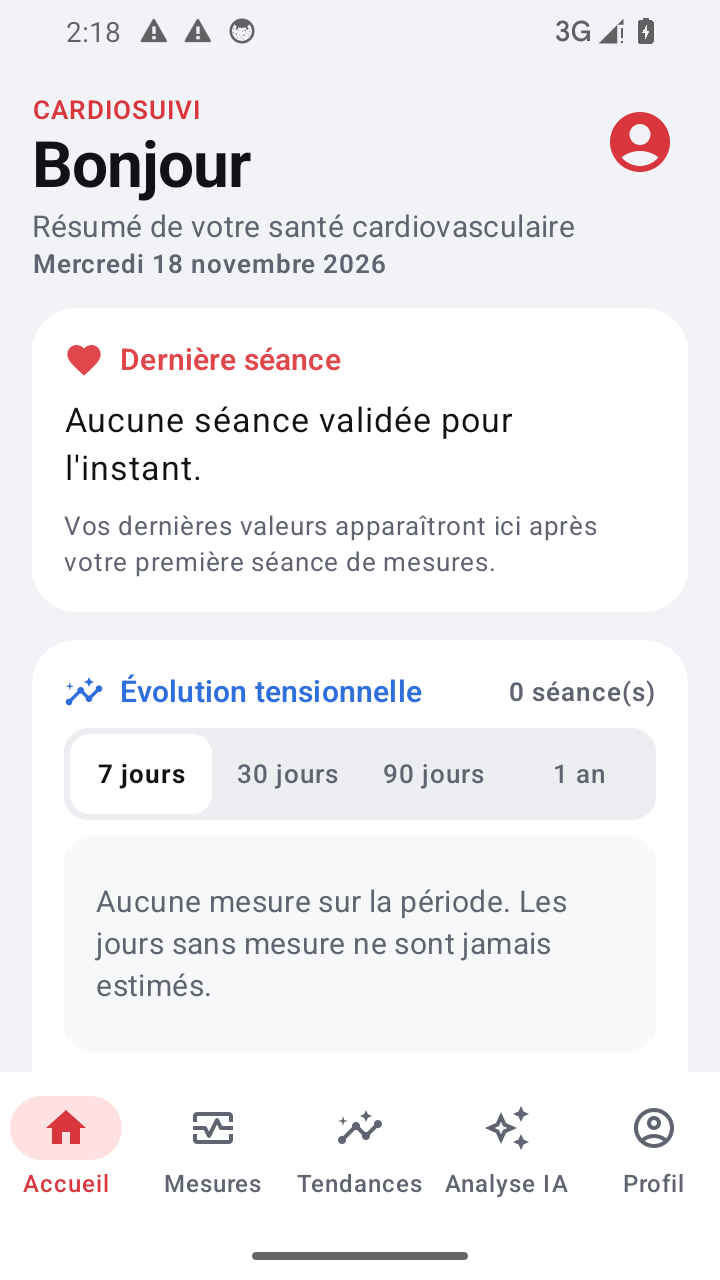 2:18
3G
CARDIOSUIVI
Bonjour
Résumé de votre santé cardiovasculaire
Mercredi 18 novembre 2026
Dernière séance
Aucune séance validée pour
l'instant.
Vos dernières valeurs apparaîtront ici après
votre première séance de mesures.
Évolution tensionnelle
0 séance(s)
7 jours
30 jours
90 jours
1 an
Aucune mesure sur la période. Les
jours sans mesure ne sont jamais
estimés.
Accueil
Mesures
Tendances
Analyse IA
Profil